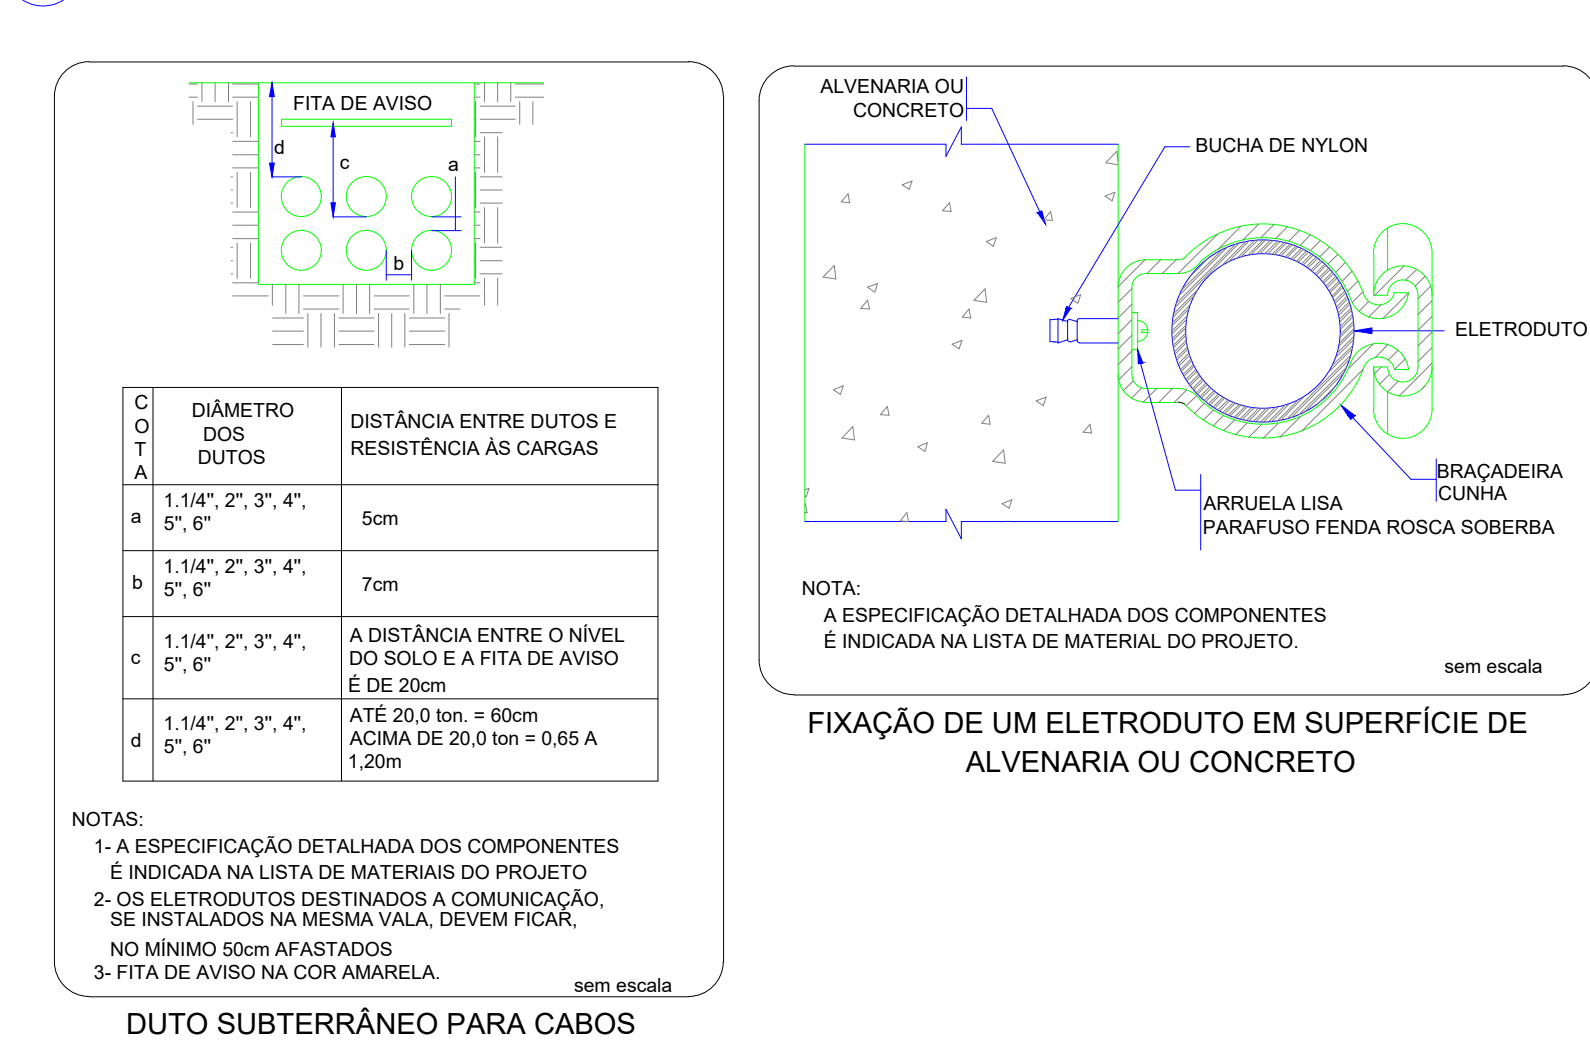 FITA DE AVISO
d
c
a
b
C
O
T
A
DIÂMETRO
DOS
DUTOS
DISTÂNCIA ENTRE DUTOS E
RESISTÊNCIA ÀS CARGAS
a
1.1/4", 2", 3", 4",
5", 6"
5cm
b
1.1/4", 2", 3", 4",
5", 6"
7cm
c
1.1/4", 2", 3", 4",
5", 6"
A DISTÂNCIA ENTRE O NÍVEL
DO SOLO E A FITA DE AVISO
É DE 20cm
d
1.1/4", 2", 3", 4",
5", 6"
ATÉ 20,0 ton. = 60cm
ACIMA DE 20,0 ton = 0,65 A
1,20m
NOTAS:
1- A ESPECIFICAÇÃO DETALHADA DOS COMPONENTES
É INDICADA NA LISTA DE MATERIAIS DO PROJETO
2- OS ELETRODUTOS DESTINADOS A COMUNICAÇÃO,
SE INSTALADOS NA MESMA VALA, DEVEM FICAR,
NO MÍNIMO 50cm AFASTADOS
3- FITA DE AVISO NA COR AMARELA.
sem escala
DUTO SUBTERRÂNEO PARA CABOS
ALVENARIA OU
CONCRETO
BUCHA DE NYLON
ELETRODUTO
BRAÇADEIRA
CUNHA
ARRUELA LISA
PARAFUSO FENDA ROSCA SOBERBA
NOTA:
A ESPECIFICAÇÃO DETALHADA DOS COMPONENTES
É INDICADA NA LISTA DE MATERIAL DO PROJETO.
sem escala
FIXAÇÃO DE UM ELETRODUTO EM SUPERFÍCIE DE
ALVENARIA OU CONCRETO